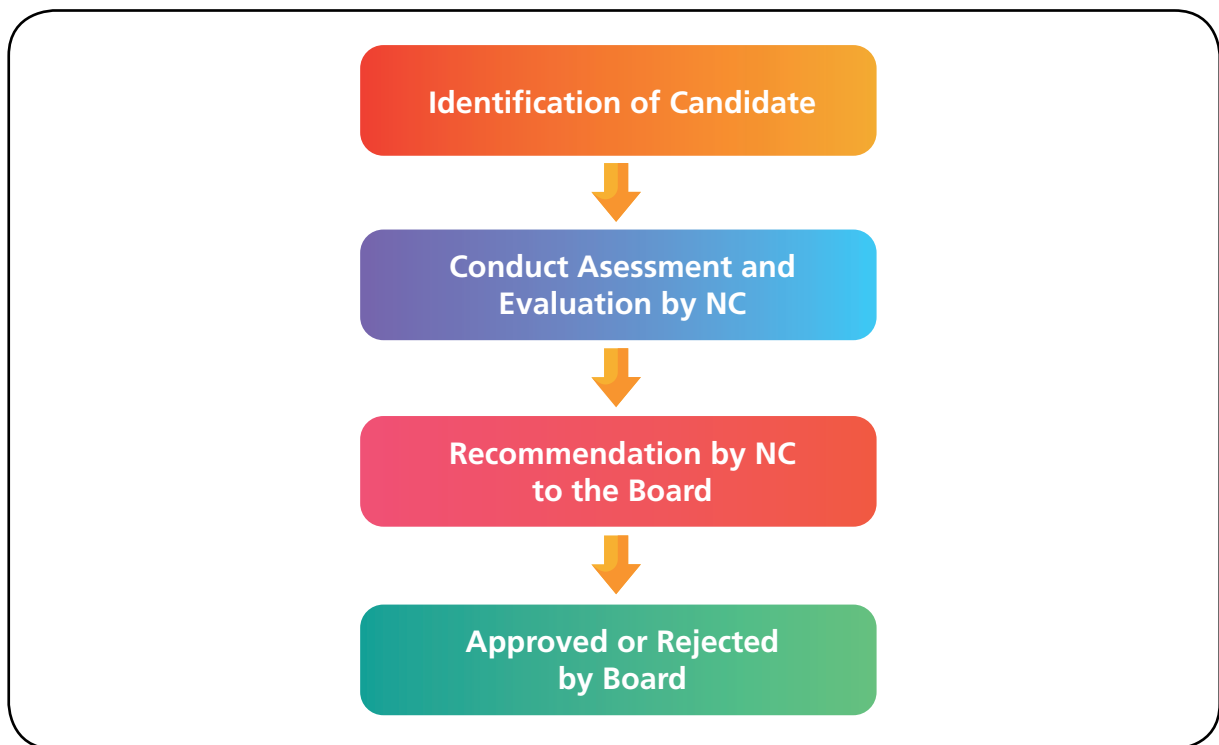 Identification of Candidate
Conduct Asessment and
Evaluation by NC
Recommendation by NC
to the Board
Approved or Rejected
by Board